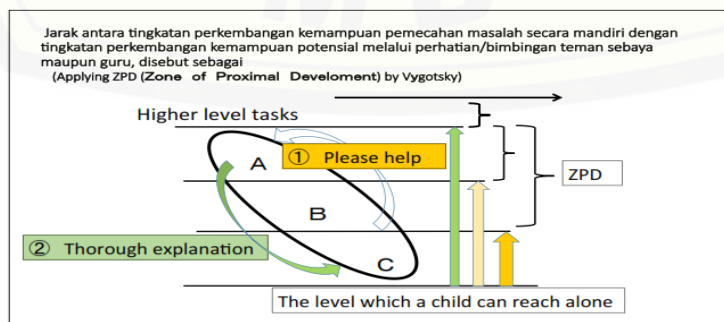 Jarak antara tingkatan perkembangan kemampuan pemecahan masalah secara mandiri dengan
tingkatan perkembangan kemampuan potensial melalui perhatian/bimbingan teman sebaya
maupun guru, disebut sebagai
(Applying ZPD (Zone of Proximal Develoment) by Vygotsky)
Higher level tasks
A
① Please help
ZPD
B
② Thorough explanation
C
The level which a child can reach alone